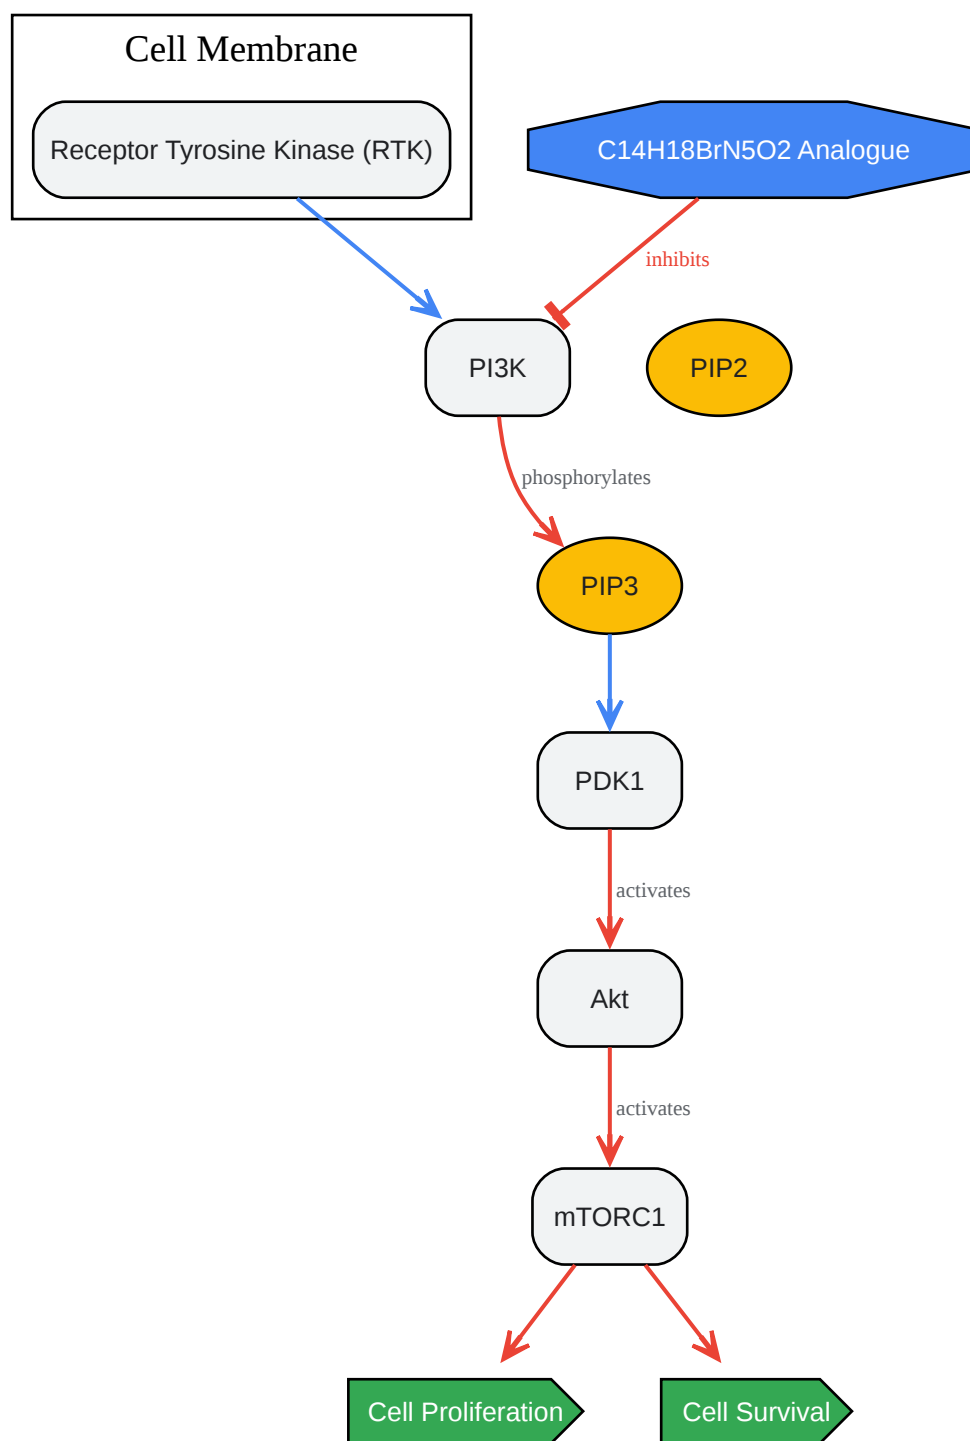 Cell Membrane
Receptor Tyrosine Kinase (RTK)
C14H18BrN5O2 Analogue
inhibits
PI3K
PIP2
phosphorylates
PIP3
PDK1
activates
Akt
activates
mTORC1
Cell Proliferation
Cell Survival